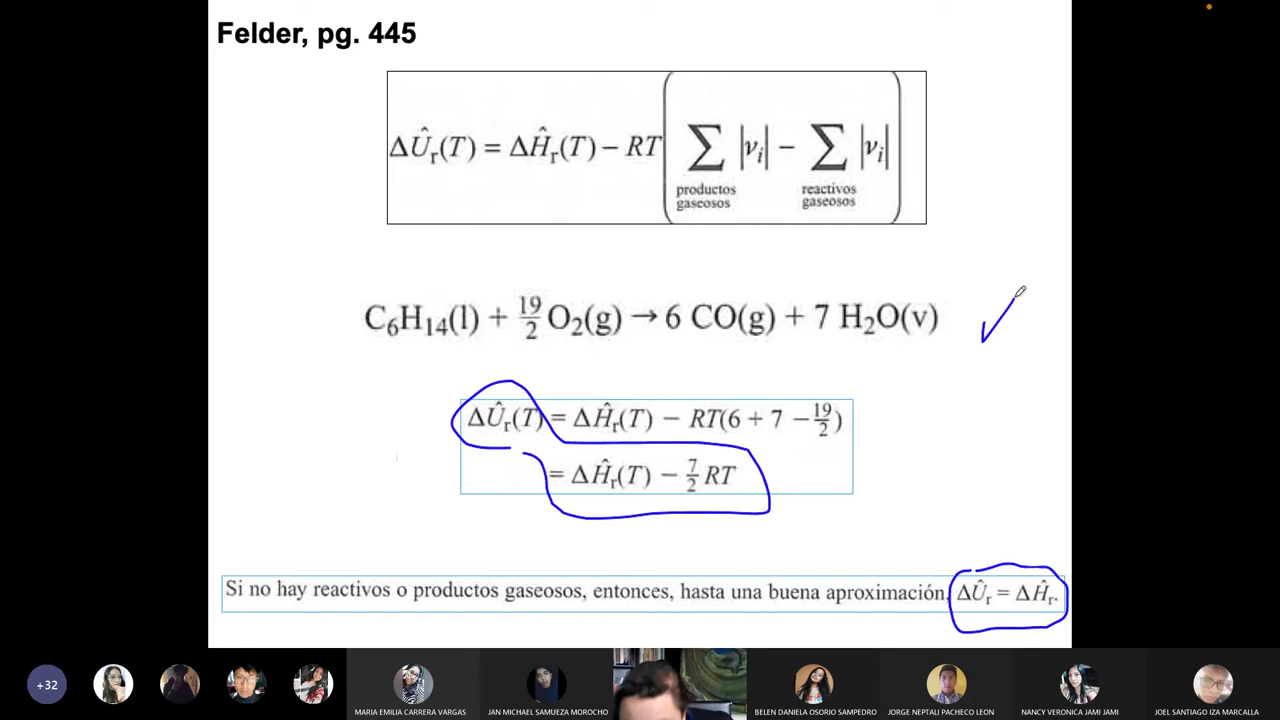 Felder, pg. 445
ΔÛr(T) = ΔĤr(T) − RT( ∑ |νi| − ∑ |νi| )
productos gaseosos reactivos gaseosos
C6H14(l) + 19/2 O2(g) → 6 CO(g) + 7 H2O(v)
ΔÛr(T) = ΔĤr(T) − RT(6 + 7 − 19/2)
= ΔĤr(T) − 7/2 RT
Si no hay reactivos o productos gaseosos, entonces, hasta una buena aproximación, ΔÛr = ΔĤr.
+32
MARIA EMILIA CARRERA VARGAS
JAN MICHAEL SAMUEZA MOROCHO
BELEN DANIELA OSORIO SAMPEDRO
JORGE NEPTALI PACHECO LEON
NANCY VERONICA JAMI JAMI
JOEL SANTIAGO IZA MARCALLA